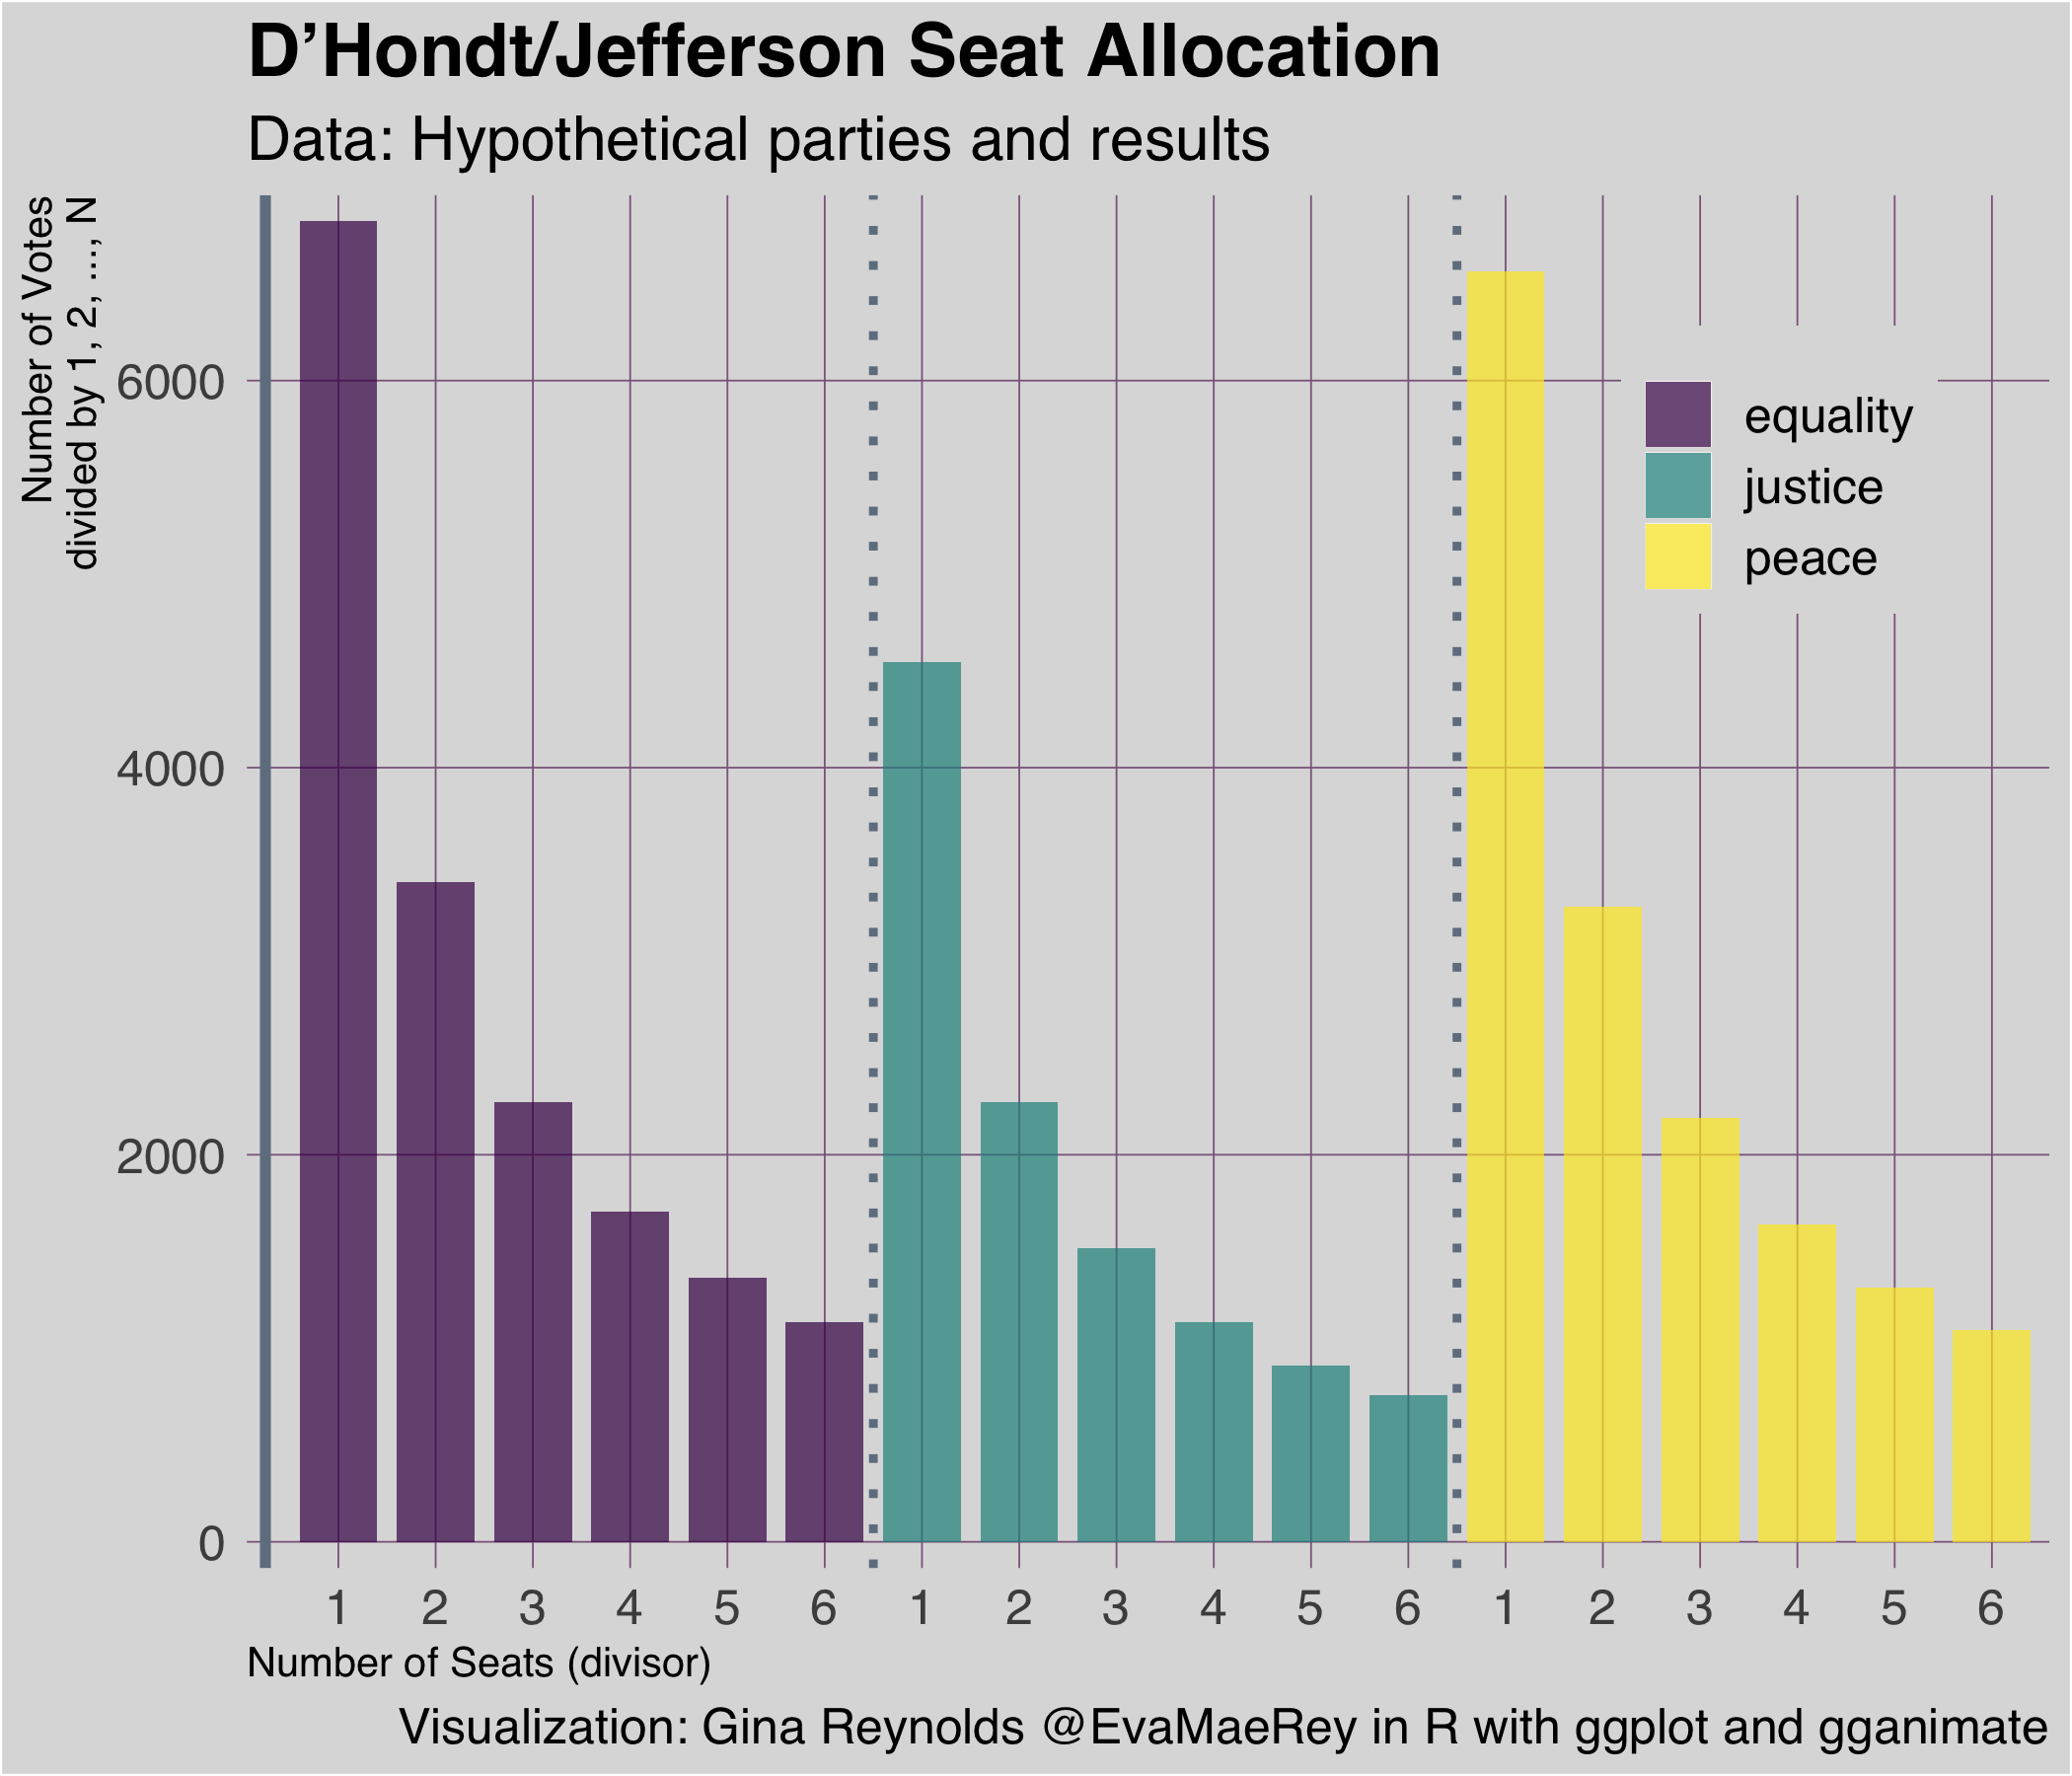 D’Hondt/Jefferson Seat Allocation
Data: Hypothetical parties and results
Number of Votes
divided by 1, 2, ..., N
6000
4000
2000
0
equality
justice
peace
1 2 3 4 5 6 1 2 3 4 5 6 1 2 3 4 5 6
Number of Seats (divisor)
Visualization: Gina Reynolds @EvaMaeRey in R with ggplot and gganimate